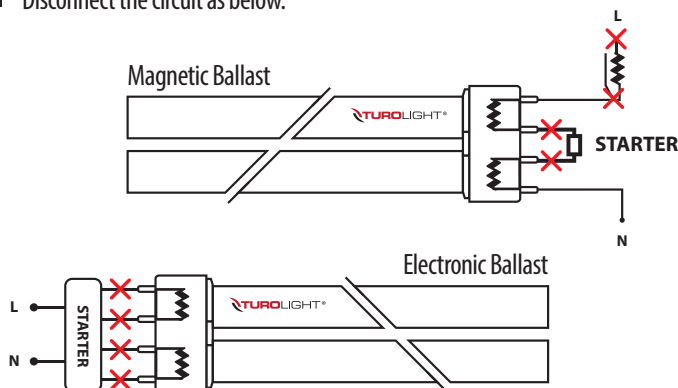 Disconnect the circuit as below.
L
Magnetic Ballast
TUROLIGHT®
STARTER
N
Electronic Ballast
TUROLIGHT®
L
STARTER
N